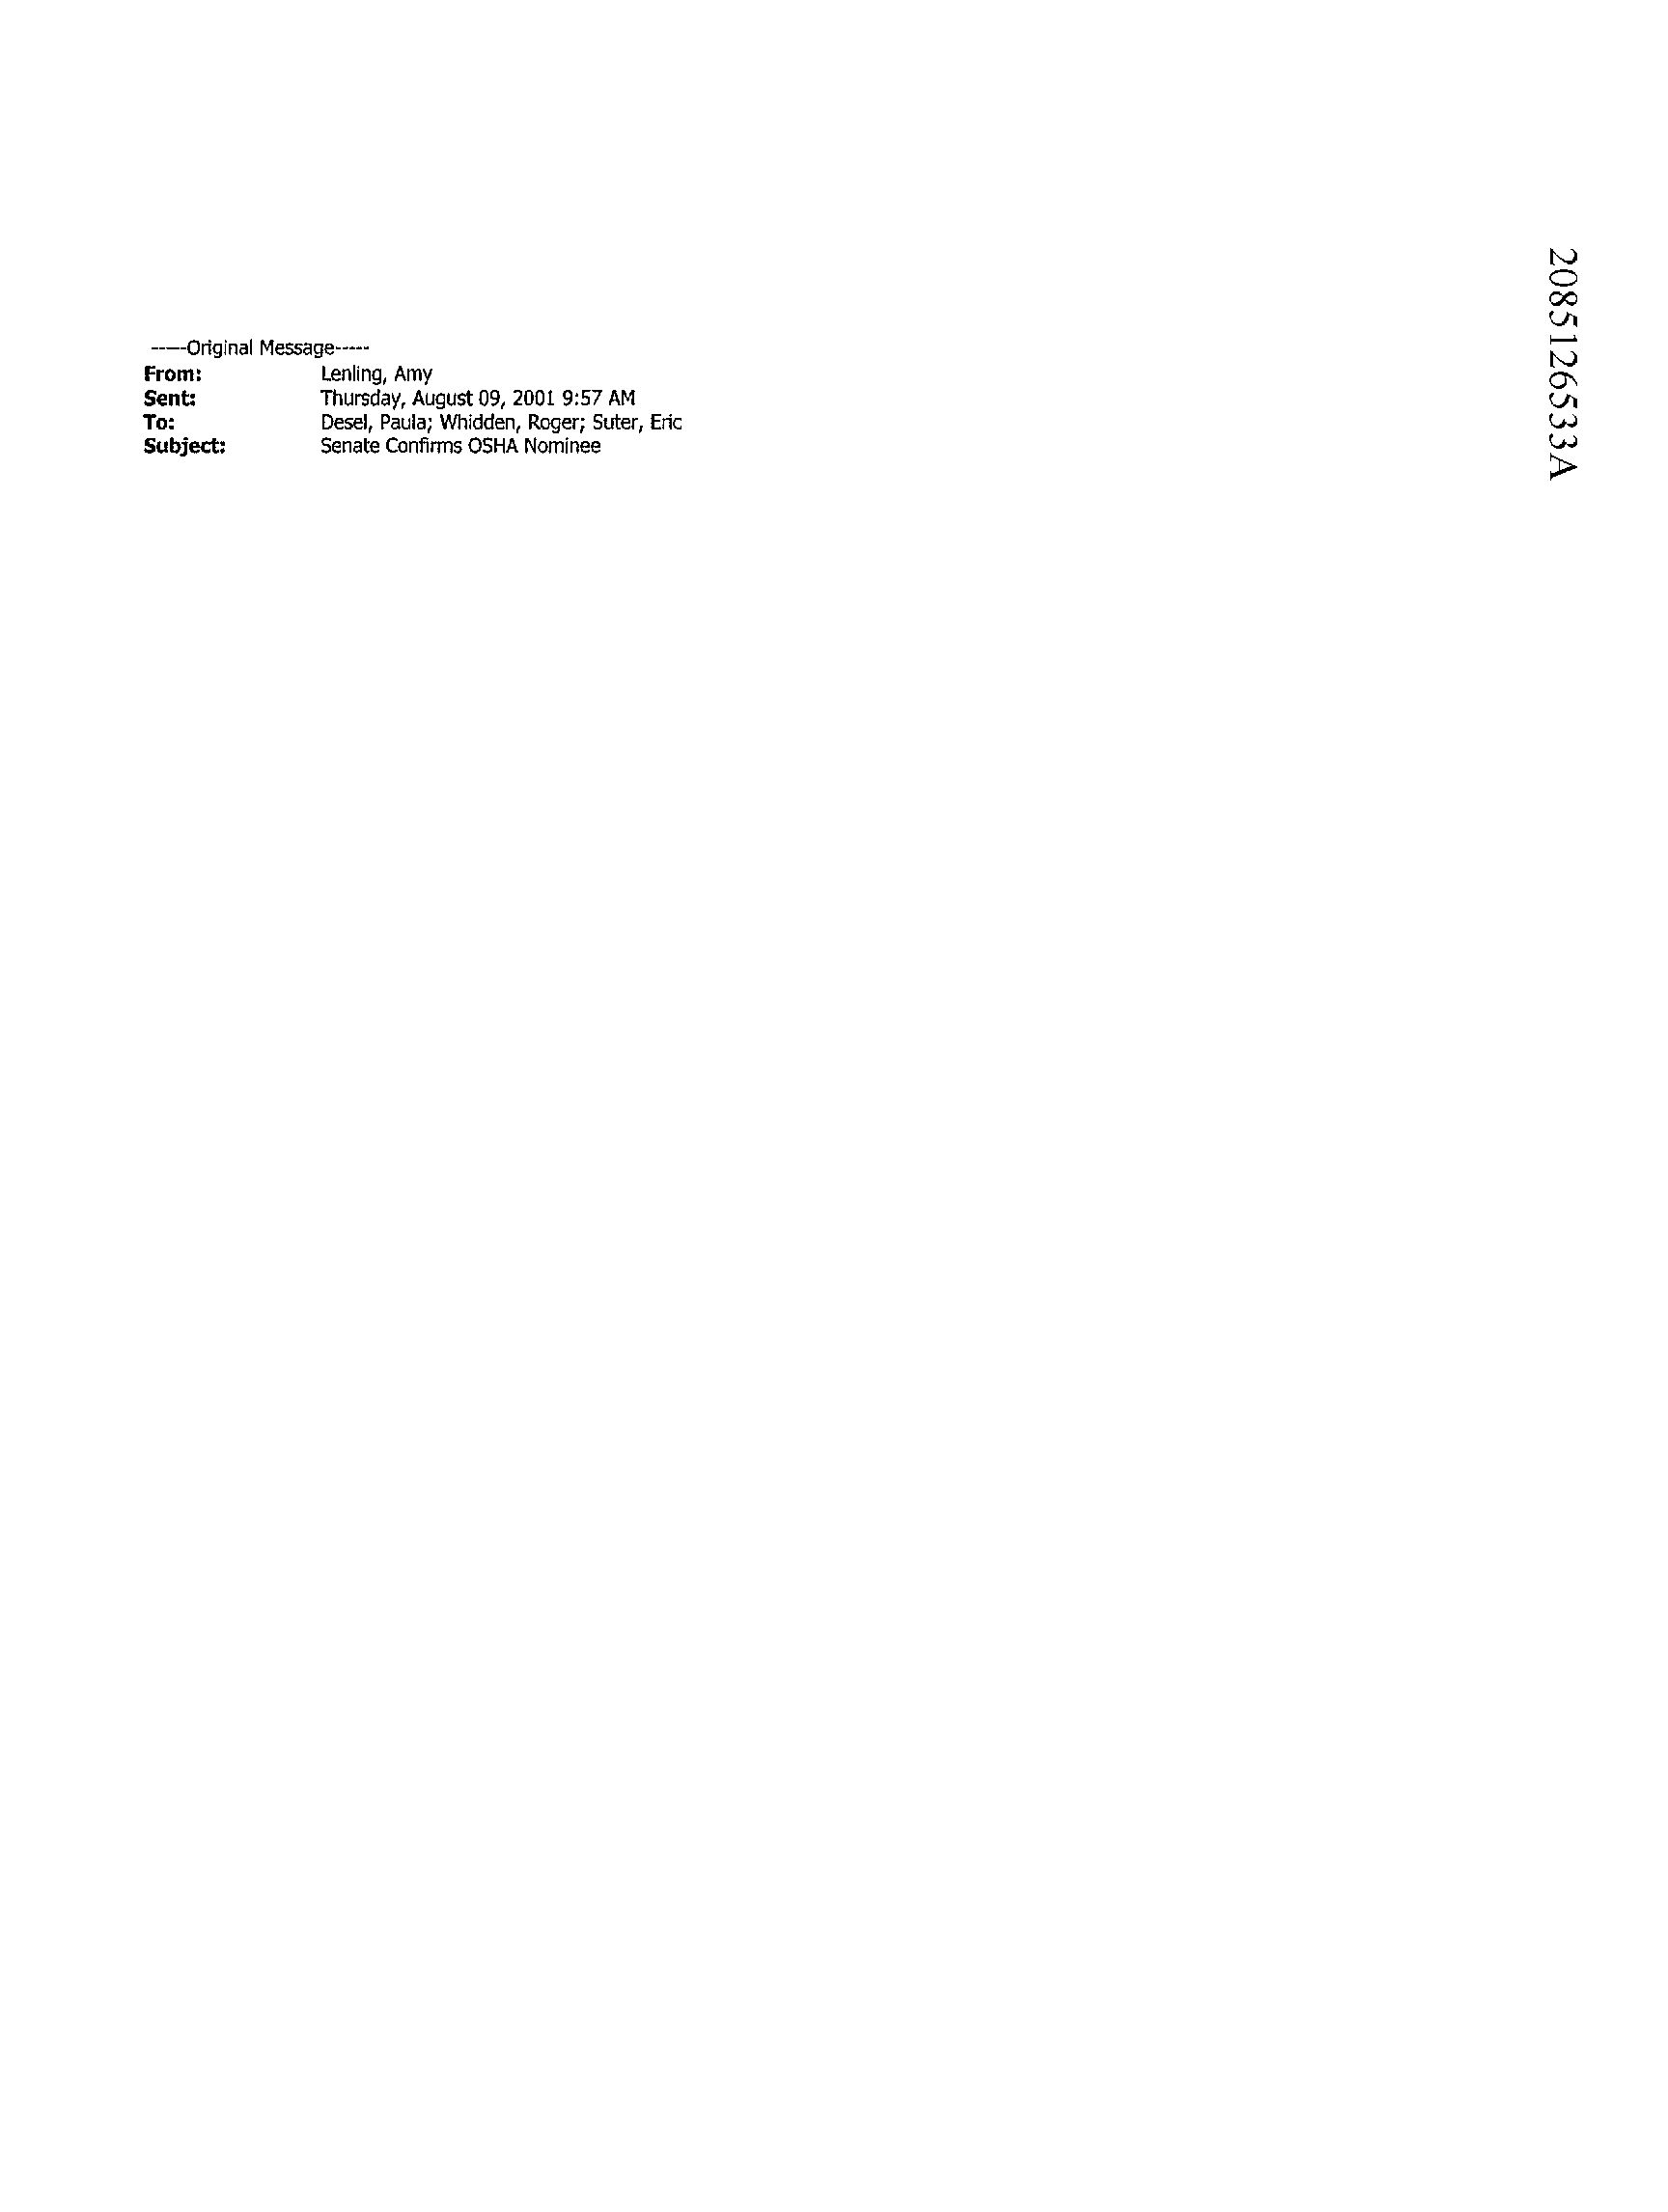 -----Original Message-----
From: Lenling, Amy
Sent: Thursday, August 09, 2001 9:57 AM
To: Desel, Paula; Whidden, Roger; Suter, Eric
Subject: Senate Confirms OSHA Nominee
2085126533A